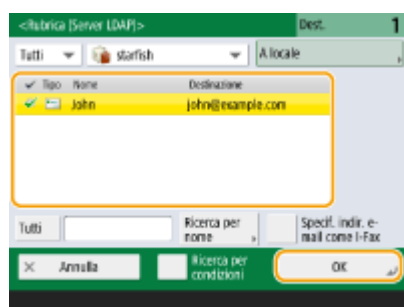 <Rubrica (Server LDAP)> Dest. 1
Tutti starfish A locale
Tipo Nome Destinazione
John john@example.com
Tutti Ricerca per nome Specif. indir. e-mail come I-Fax
Annulla Ricerca per condizioni OK